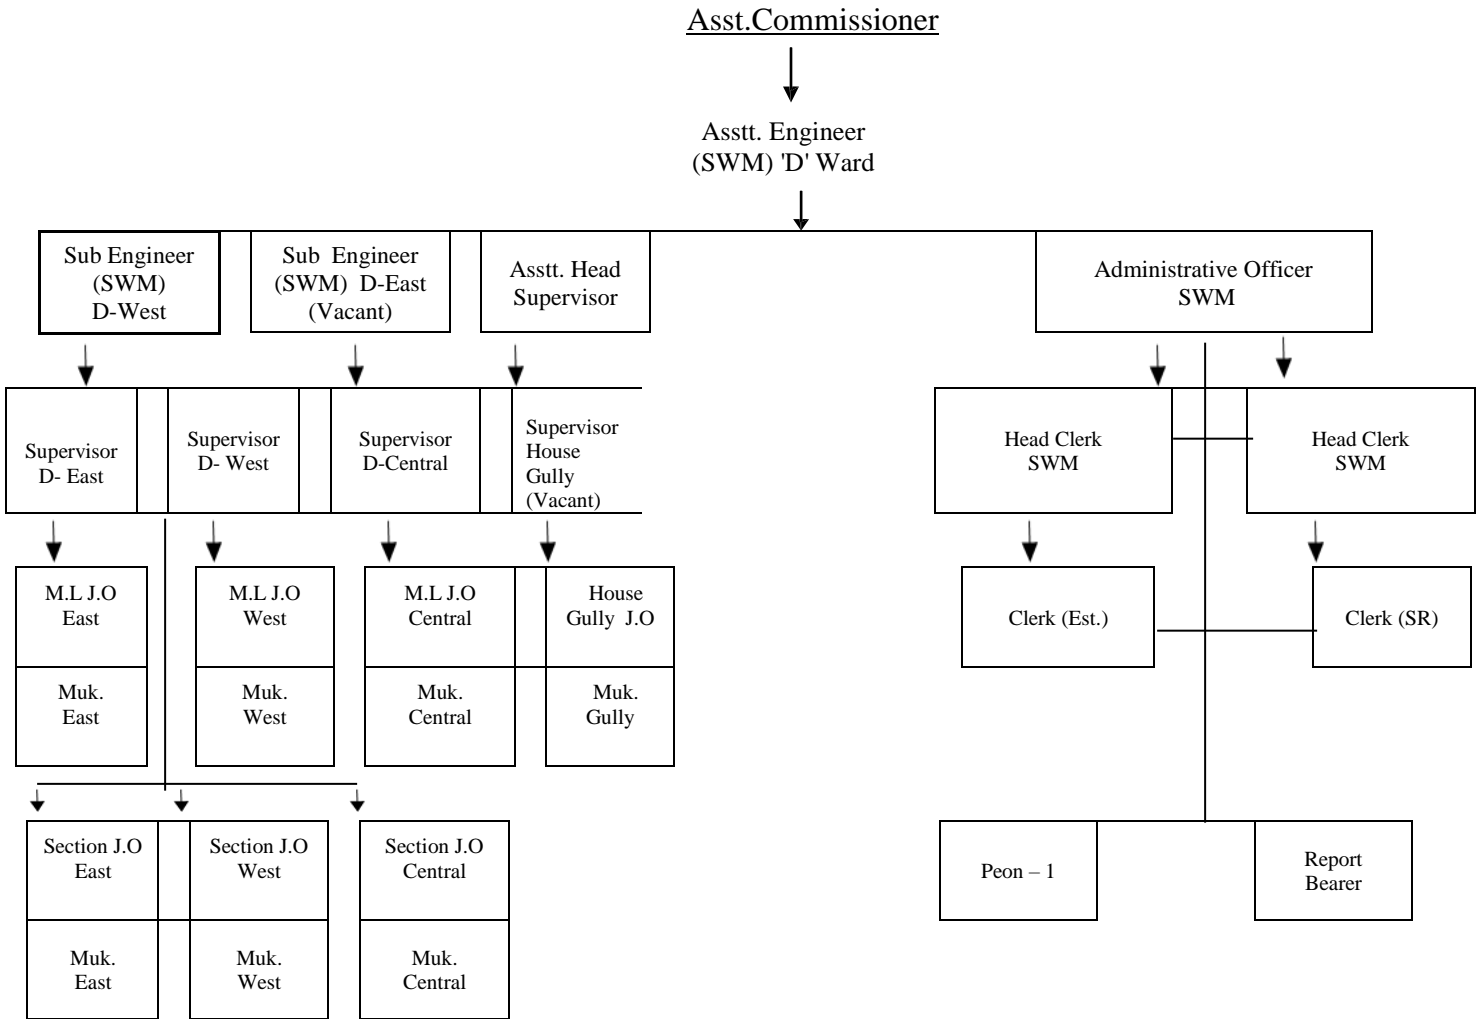 Asst.Commissioner
Asstt. Engineer
(SWM) 'D' Ward
Sub Engineer
(SWM)
D-West
Sub Engineer
(SWM) D-East
(Vacant)
Asstt. Head
Supervisor
Administrative Officer
SWM
Supervisor
D- East
Supervisor
D- West
Supervisor
D-Central
Supervisor
House
Gully
(Vacant)
Head Clerk
SWM
Head Clerk
SWM
M.L J.O
East
M.L J.O
West
M.L J.O
Central
House
Gully J.O
Clerk (Est.)
Clerk (SR)
Muk.
East
Muk.
West
Muk.
Central
Muk.
Gully
Section J.O
East
Section J.O
West
Section J.O
Central
Peon – 1
Report
Bearer
Muk.
East
Muk.
West
Muk.
Central